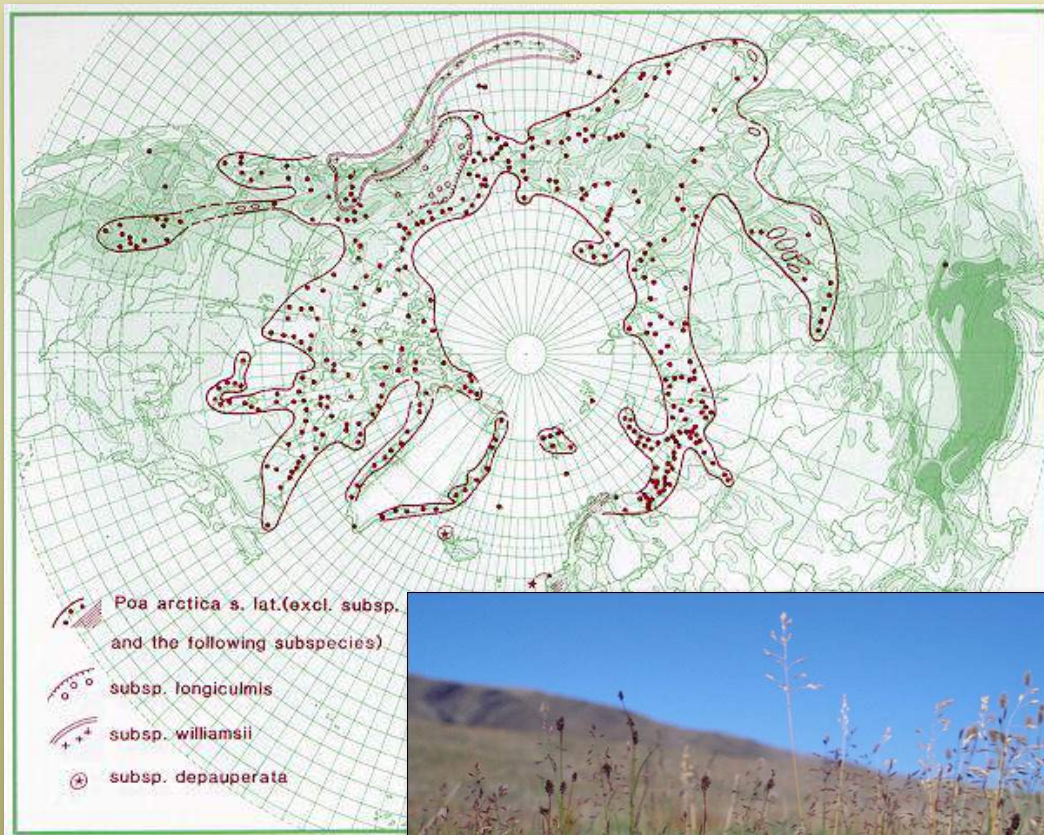 Poa arctica s. lat.(excl. subsp.
and the following subspecies)
subsp. longiculmis
subsp. williamsii
subsp. depauperata